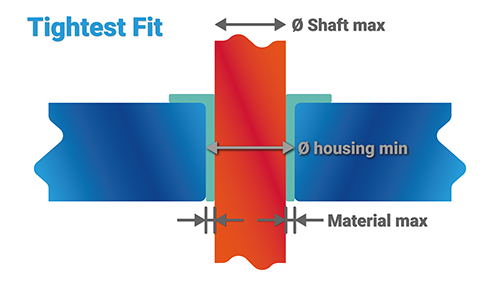 Tightest Fit
Ø Shaft max
Ø housing min
Material max